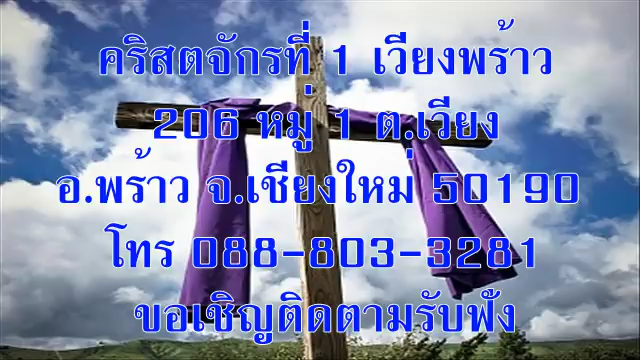 คริสตจักรที่ 1 เวียงพร้าว
206 หมู่ 1 ต.เวียง
อ.พร้าว จ.เชียงใหม่ 50190
โทร 088-803-3281
ขอเชิญติดตามรับฟัง